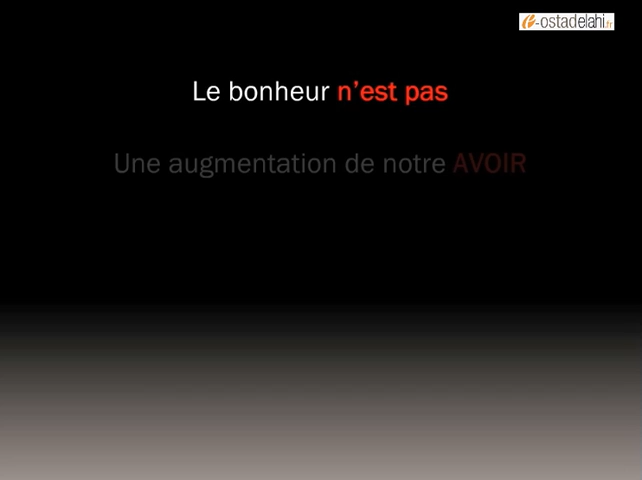 e-ostadelahi.fr
Le bonheur n’est pas
Une augmentation de notre AVOIR